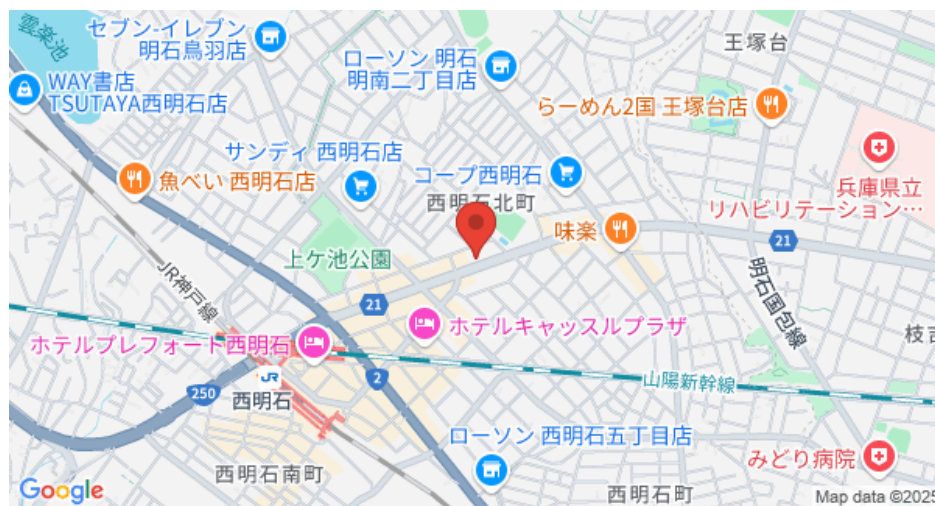 雲楽池
セブン-イレブン
明石鳥羽店
ローソン 明石
明南二丁目店
王塚台
WAY書店
TSUTAYA西明石店
らーめん2国 王塚台店
サンディ 西明石店
コープ西明石
魚べい 西明石店
西明石北町
兵庫県立
リハビリテーション…
味楽
21
上ケ池公園
JR神戸線
21
明石国包線
ホテルキャッスルプラザ
枝吉
ホテルプレフォート西明石
山陽新幹線
JR
西明石
250
2
ローソン 西明石五丁目店
みどり病院
西明石南町
西明石町
Google
Map data ©2025